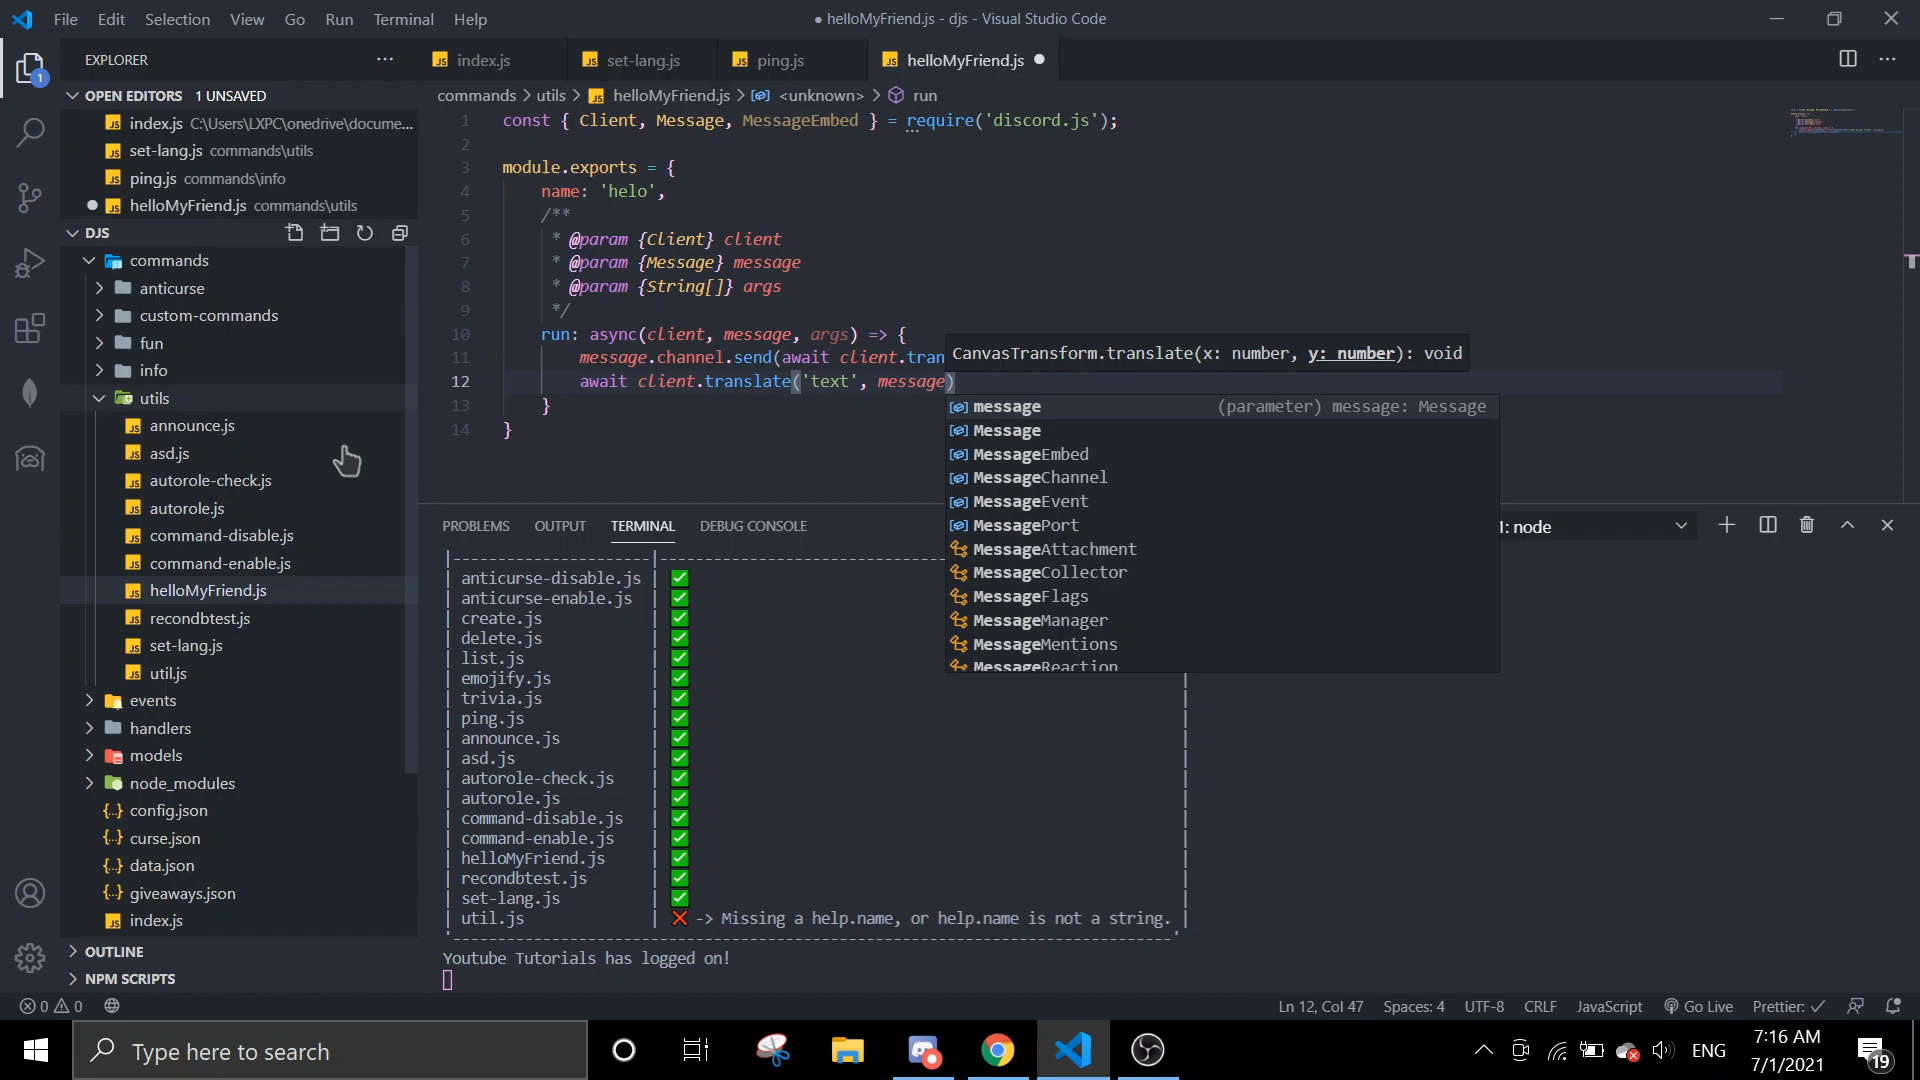 File Edit Selection View Go Run Terminal Help
● helloMyFriend.js - djs - Visual Studio Code
EXPLORER
index.js
set-lang.js
ping.js
helloMyFriend.js
OPEN EDITORS 1 UNSAVED
index.js C:\Users\LXPC\onedrive\docume...
set-lang.js commands\utils
ping.js commands\info
helloMyFriend.js commands\utils
DJS
commands
anticurse
custom-commands
fun
info
utils
announce.js
asd.js
autorole-check.js
autorole.js
command-disable.js
command-enable.js
helloMyFriend.js
recondbtest.js
set-lang.js
util.js
events
handlers
models
node_modules
config.json
curse.json
data.json
giveaways.json
index.js
OUTLINE
NPM SCRIPTS
commands > utils > helloMyFriend.js > <unknown> > run
1 const { Client, Message, MessageEmbed } = require('discord.js');
2
3 module.exports = {
4 name: 'helo',
5 /**
6 * @param {Client} client
7 * @param {Message} message
8 * @param {String[]} args
9 */
10 run: async(client, message, args) => {
11 message.channel.send(await client.tran
12 await client.translate('text', message)
13 }
14 }
CanvasTransform.translate(x: number, y: number): void
message (parameter) message: Message
Message
MessageEmbed
MessageChannel
MessageEvent
MessagePort
MessageAttachment
MessageCollector
MessageFlags
MessageManager
MessageMentions
MessageReaction
PROBLEMS OUTPUT TERMINAL DEBUG CONSOLE
1: node
|----------------------|--------------------------------
| anticurse-disable.js | ✅
| anticurse-enable.js | ✅
| create.js | ✅
| delete.js | ✅
| list.js | ✅
| emojify.js | ✅ |
| trivia.js | ✅ |
| ping.js | ✅ |
| announce.js | ✅ |
| asd.js | ✅ |
| autorole-check.js | ✅ |
| autorole.js | ✅ |
| command-disable.js | ✅ |
| command-enable.js | ✅ |
| helloMyFriend.js | ✅ |
| recondbtest.js | ✅ |
| set-lang.js | ✅ |
| util.js | ❌ -> Missing a help.name, or help.name is not a string. |
'--------------------------------------------------------------------------------'
Youtube Tutorials has logged on!
0 0
Ln 12, Col 47 Spaces: 4 UTF-8 CRLF JavaScript Go Live Prettier: ✓
Type here to search
ENG
7:16 AM
7/1/2021
19
1